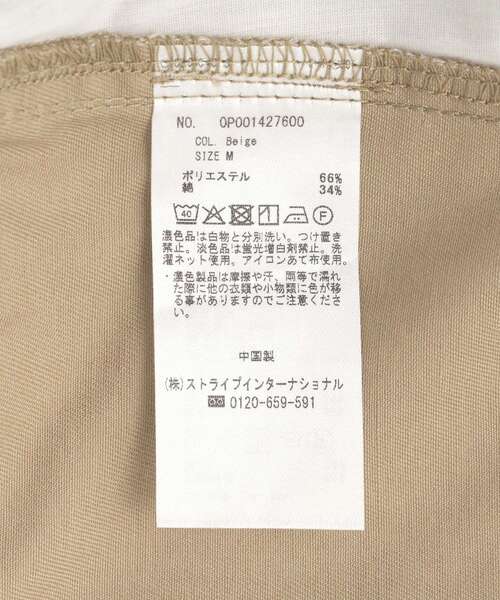 NO. OP001427600
COL. Beige
SIZE M
ポリエステル 66%
綿 34%
40 F
濃色品は白物と分別洗い。つけ置き
禁止。淡色品は蛍光増白剤禁止。洗
濯ネット使用。アイロンあて布使用。
・濃色製品は摩擦や汗、雨等で濡れ
た際に他の衣類や小物類に色が移
る事がありますのでご注意くださ
い。
中国製
(株)ストライプインターナショナル
0120-659-591